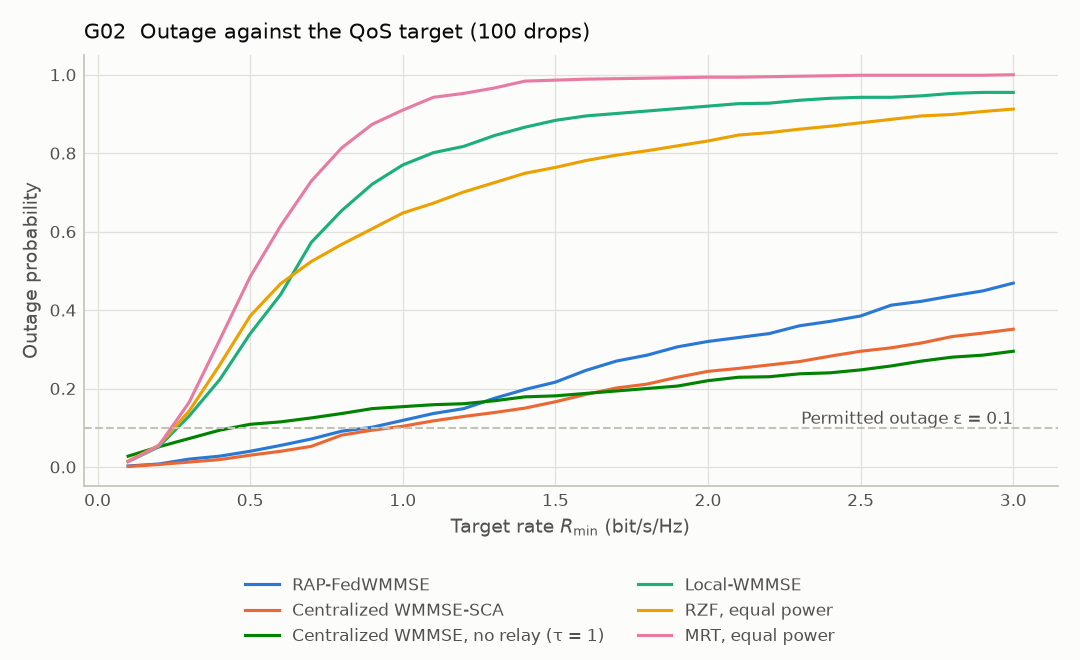 G02  Outage against the QoS target (100 drops)
1.0
0.8
0.6
0.4
0.2
0.0
Outage probability
Permitted outage ε = 0.1
0.0 0.5 1.0 1.5 2.0 2.5 3.0
Target rate Rmin (bit/s/Hz)
RAP-FedWMMSE
Centralized WMMSE-SCA
Centralized WMMSE, no relay (τ = 1)
Local-WMMSE
RZF, equal power
MRT, equal power